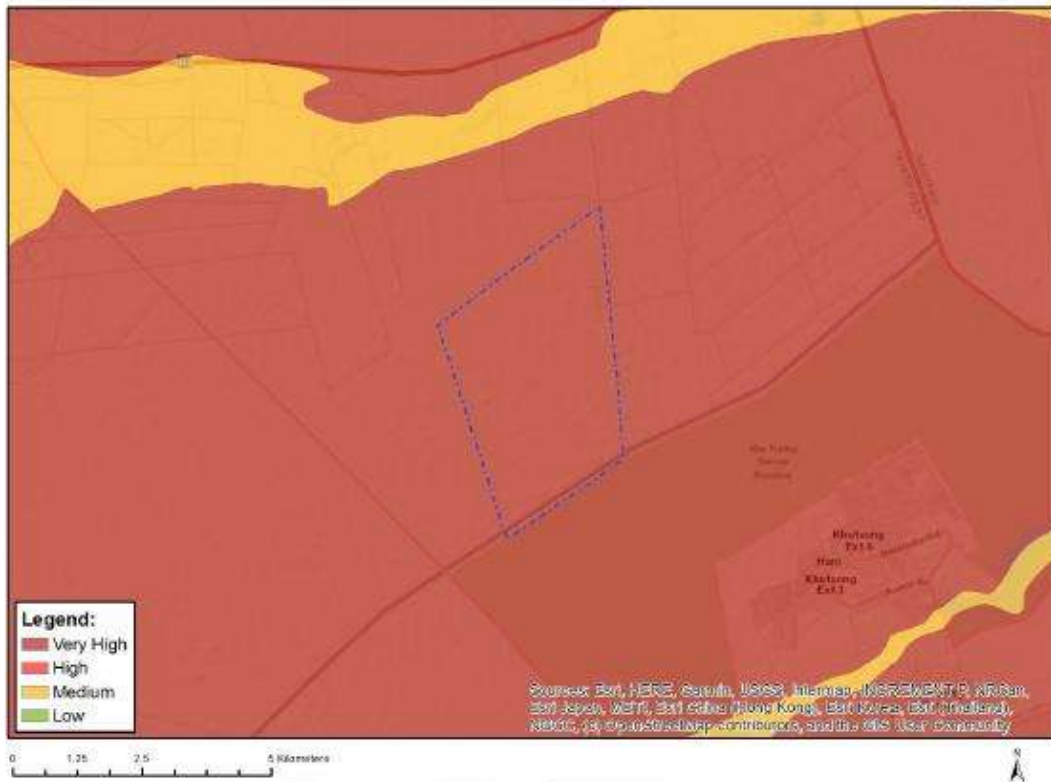 Khutsong
Ext 5
Hani
Khutsong
Ext 3
Legend:
Very High
High
Medium
Low
Sources: Esri, HERE, Garmin, USGS, Intermap, INCREMENT P, NRCan,
Esri Japan, METI, Esri China (Hong Kong), Esri Korea, Esri (Thailand),
NGCC, (c) OpenStreetMap contributors, and the GIS User Community
0 1.25 2.5 5 Kilometers
N